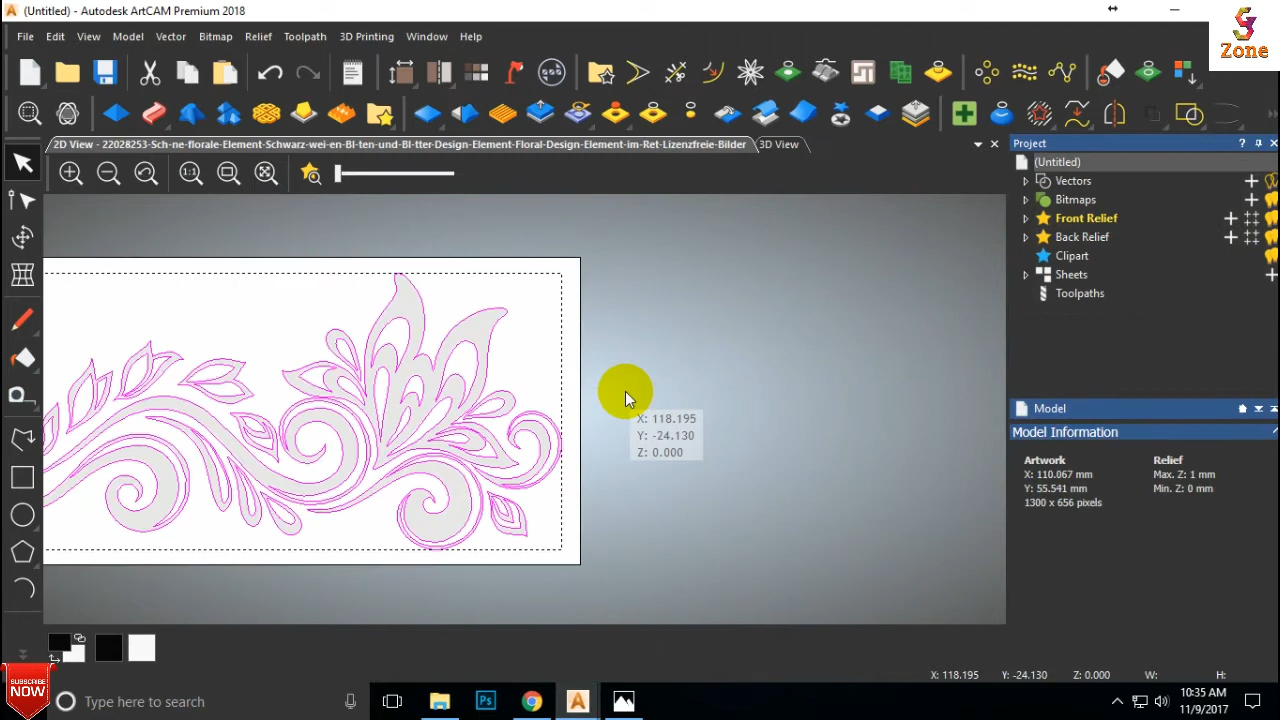 (Untitled) - Autodesk ArtCAM Premium 2018
Zone
File Edit View Model Vector Bitmap Relief Toolpath 3D Printing Window Help
2D View - 22028253-Sch-ne-florale-Element-Schwarz-wei-en-Bl-ten-und-Bl-tter-Design-Element-Floral-Design-Element-im-Ret-Lizenzfreie-Bilder
3D View
Project
1:1
(Untitled)
Vectors
Bitmaps
Front Relief
Back Relief
Clipart
Sheets
Toolpaths
X: 118.195
Y: -24.130
Z: 0.000
Model
Model Information
Artwork Relief
X: 110.067 mm Max. Z: 1 mm
Y: 55.541 mm Min. Z: 0 mm
1300 x 656 pixels
X: 118.195 Y: -24.130 Z: 0.000 W: H:
SUBSCRIBE
NOW
Type here to search
Ps
10:35 AM
11/9/2017